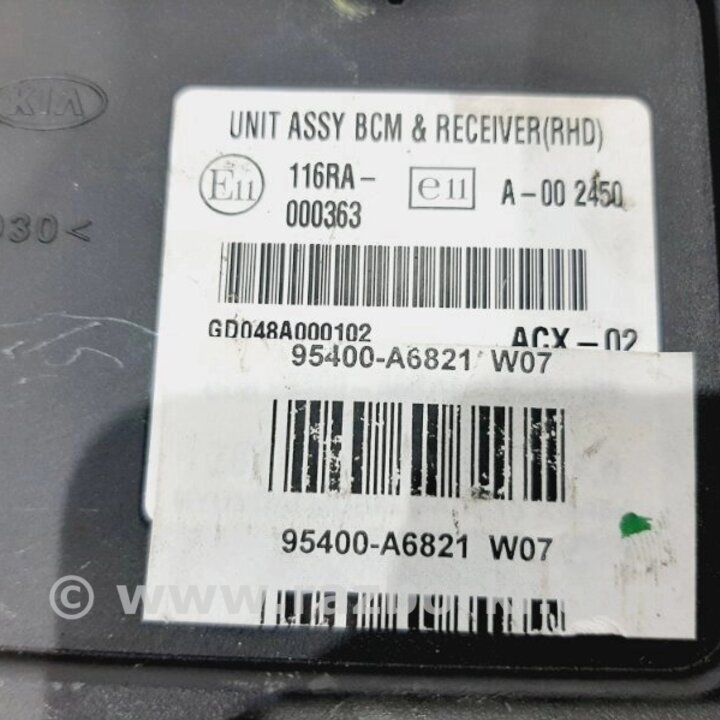 KIA
UNIT ASSY BCM & RECEIVER(RHD)
E11 116RA- e11 A-00 2450
000363
030<
GD048A000102 ACX-02
95400-A6821 W07
95400-A6821 W07